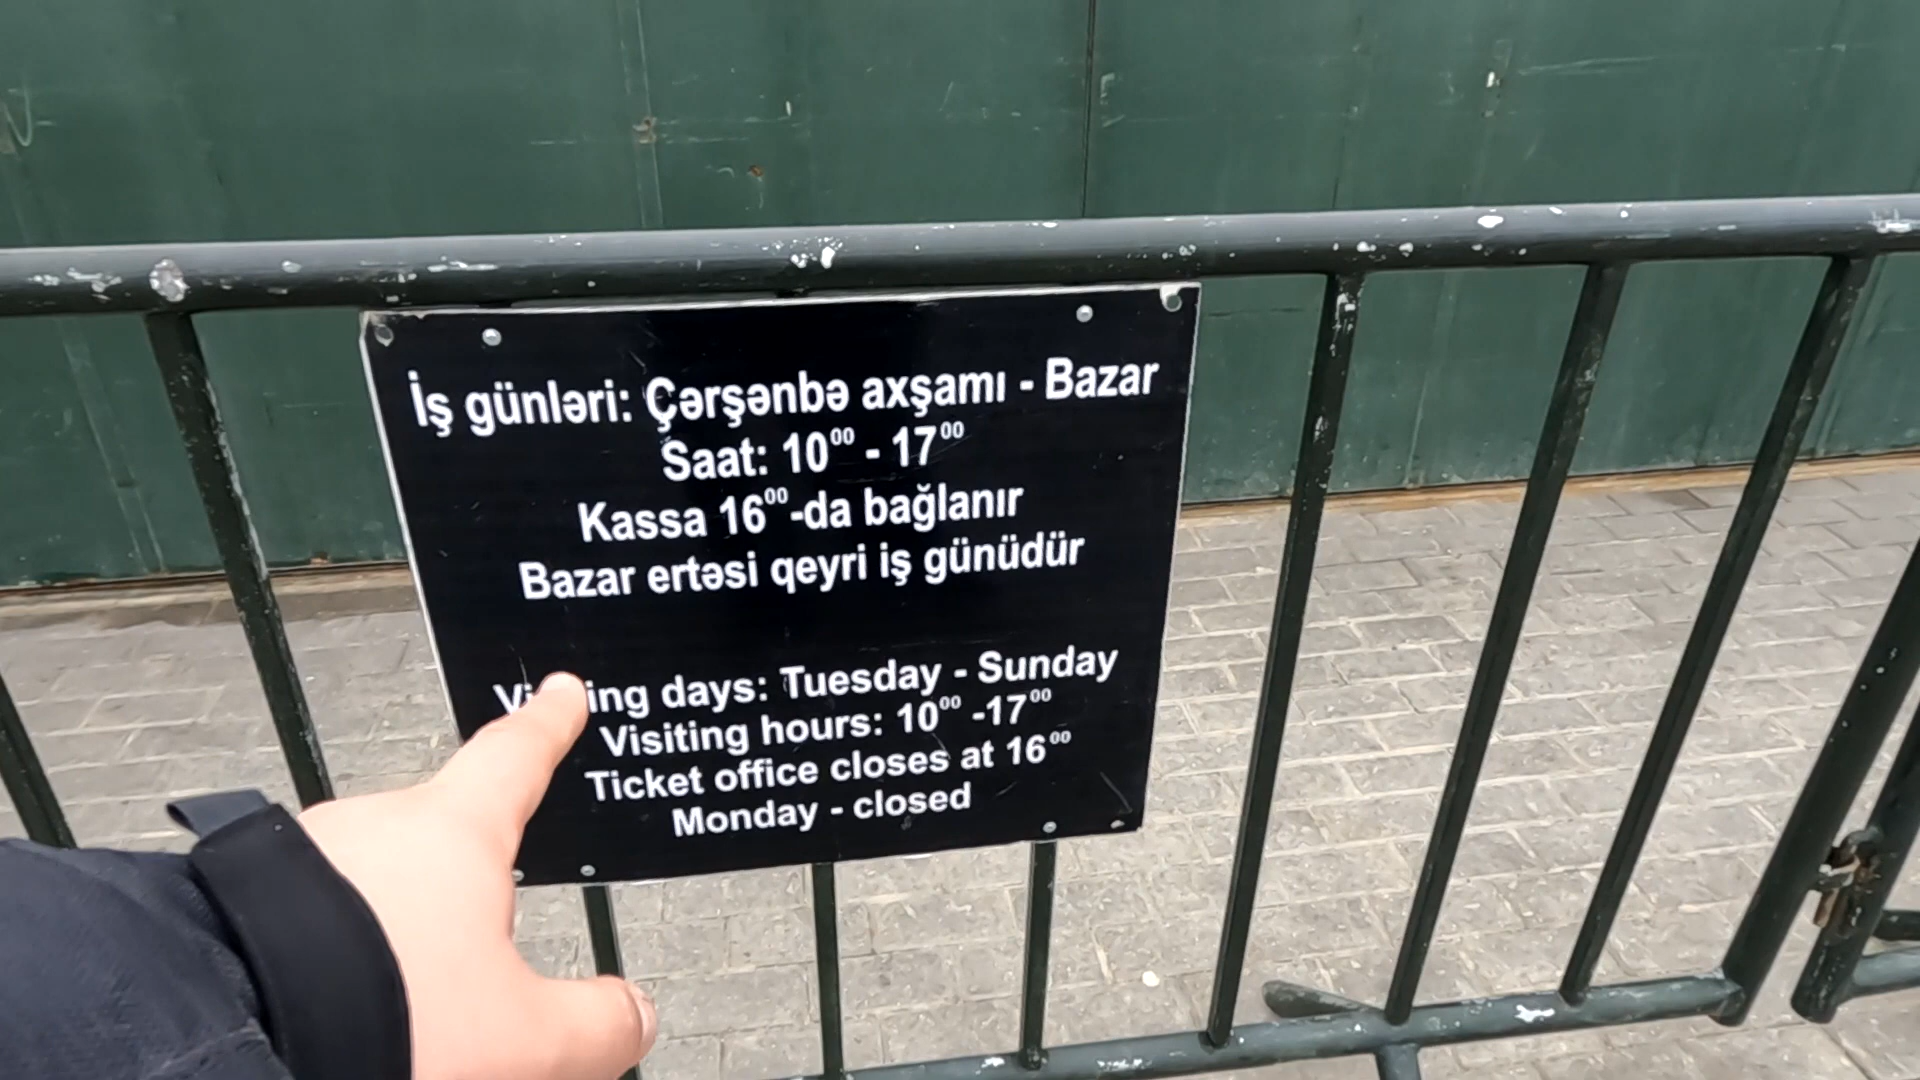 İş günləri: Çərşənbə axşamı - Bazar
Saat: 10⁰⁰ - 17⁰⁰
Kassa 16⁰⁰-da bağlanır
Bazar ertəsi qeyri iş günüdür
Visiting days: Tuesday - Sunday
Visiting hours: 10⁰⁰ -17⁰⁰
Ticket office closes at 16⁰⁰
Monday - closed